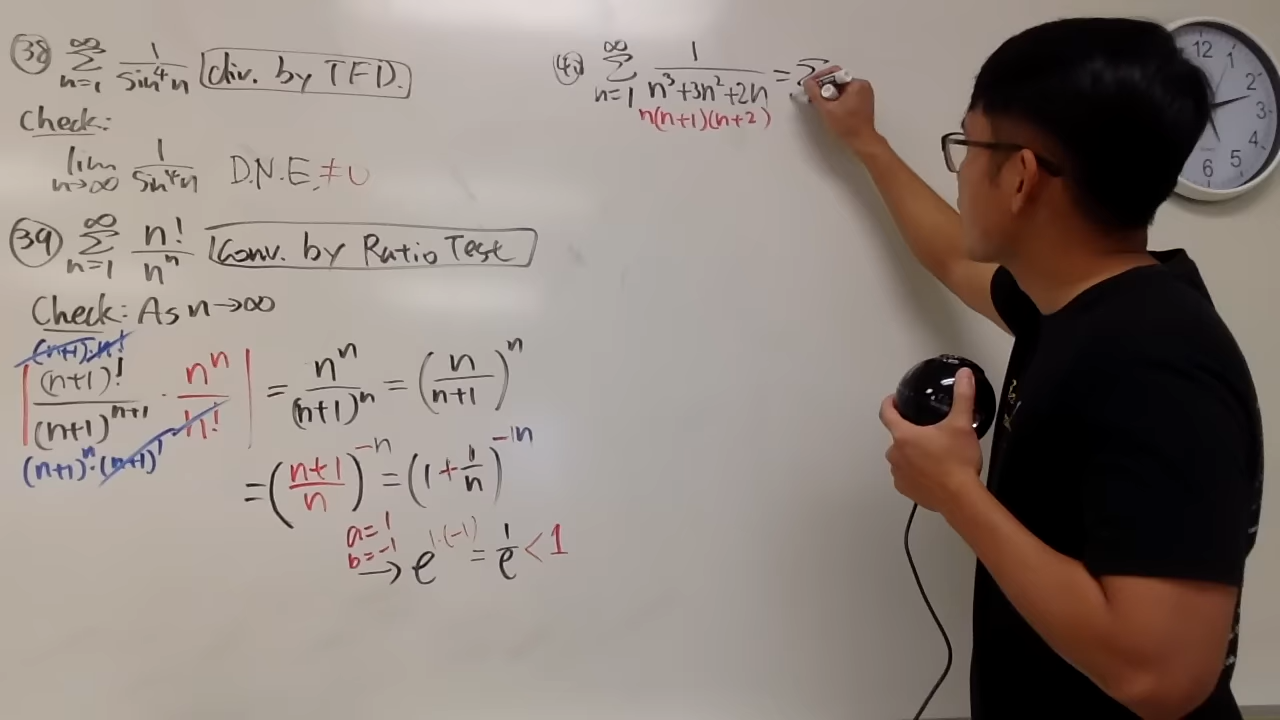 (38) ∞ Σ n=1 1/sin⁴n div. by TFD.
Check:
lim n→∞ 1/sin⁴n D.N.E. ≠0
(39) ∞ Σ n=1 n!/nⁿ Conv. by Ratio Test
Check: As n→∞
(n+1)·n!
|(n+1)!/(n+1)ⁿ⁺¹ · nⁿ/n!| = nⁿ/(n+1)ⁿ = (n/(n+1))ⁿ
(n+1)ⁿ·(n+1)¹
= ((n+1)/n)⁻ⁿ = (1+1/n)⁻¹ⁿ
a=1
b=-1
→ e^(1·(-1)) = 1/e < 1
∞ Σ n=1 1/(n³+3n²+2n) = Σ
n(n+1)(n+2)
12
1
2
3
4
5
6